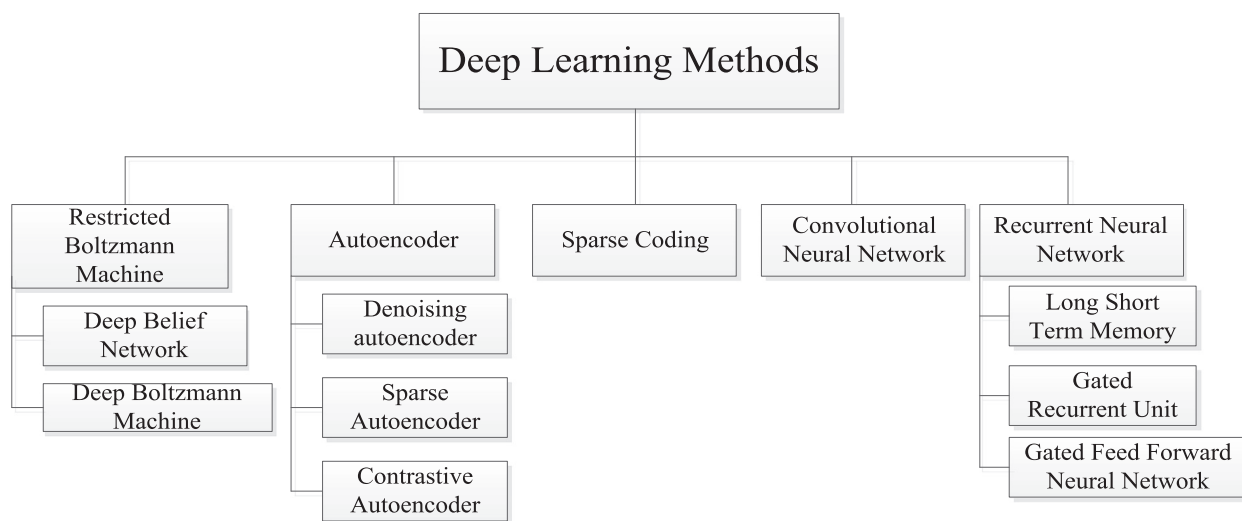 Deep Learning Methods
Restricted
Boltzmann
Machine
Deep Belief
Network
Deep Boltzmann
Machine
Autoencoder
Denoising
autoencoder
Sparse
Autoencoder
Contrastive
Autoencoder
Sparse Coding
Convolutional
Neural Network
Recurrent Neural
Network
Long Short
Term Memory
Gated
Recurrent Unit
Gated Feed Forward
Neural Network